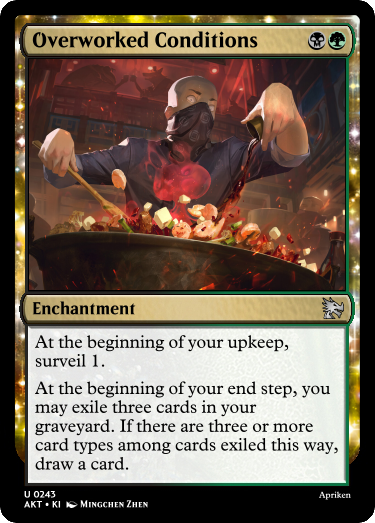 Overworked Conditions
Enchantment
At the beginning of your upkeep,
surveil 1.
At the beginning of your end step, you
may exile three cards in your
graveyard. If there are three or more
card types among cards exiled this way,
draw a card.
U 0243
Apriken
AKT • KI Mingchen Zhen